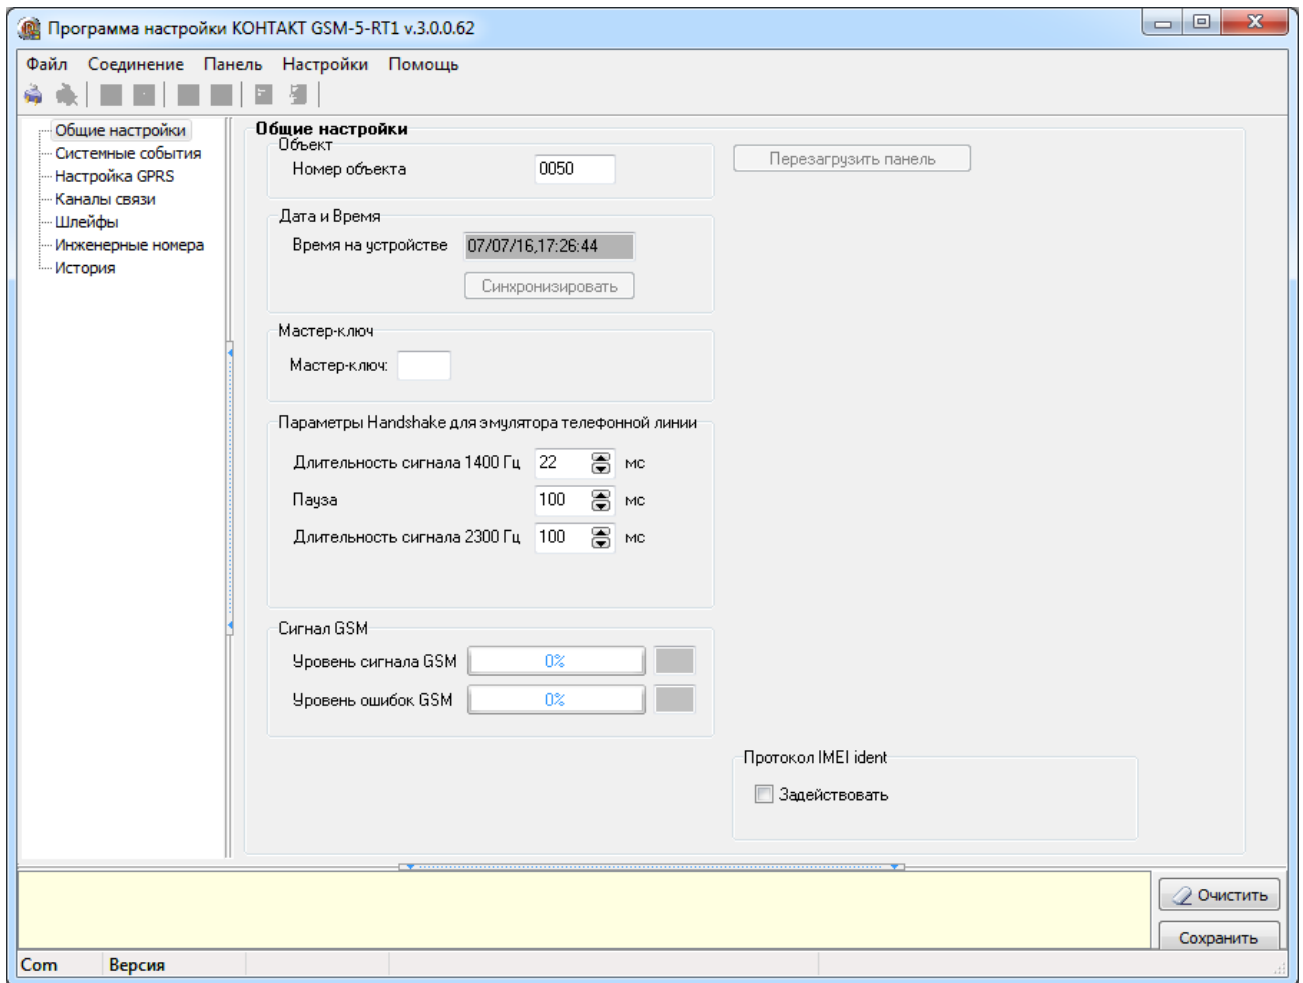 Программа настройки КОНТАКТ GSM-5-RT1 v.3.0.0.62
Файл Соединение Панель Настройки Помощь
Общие настройки
Системные события
Настройка GPRS
Каналы связи
Шлейфы
Инженерные номера
История
Общие настройки
Объект
Номер объекта 0050
Перезагрузить панель
Дата и Время
Время на устройстве 07/07/16,17:26:44
Синхронизировать
Мастер-ключ
Мастер-ключ:
Параметры Handshake для эмулятора телефонной линии
Длительность сигнала 1400 Гц 22 мс
Пауза 100 мс
Длительность сигнала 2300 Гц 100 мс
Сигнал GSM
Уровень сигнала GSM 0%
Уровень ошибок GSM 0%
Протокол IMEI ident
Задействовать
Очистить
Сохранить
Com Версия